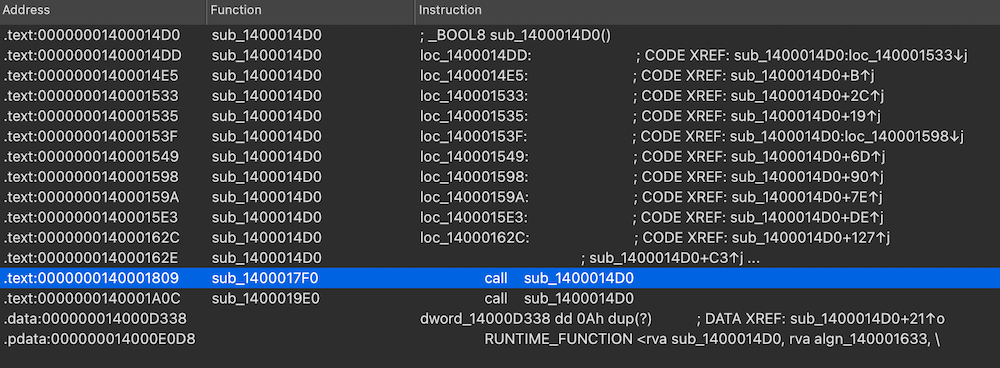 Address Function Instruction
.text:00000001400014D0 sub_1400014D0 ; _BOOL8 sub_1400014D0()
.text:00000001400014DD sub_1400014D0 loc_1400014DD: ; CODE XREF: sub_1400014D0:loc_140001533↓j
.text:00000001400014E5 sub_1400014D0 loc_1400014E5: ; CODE XREF: sub_1400014D0+B↑j
.text:0000000140001533 sub_1400014D0 loc_140001533: ; CODE XREF: sub_1400014D0+2C↑j
.text:0000000140001535 sub_1400014D0 loc_140001535: ; CODE XREF: sub_1400014D0+19↑j
.text:000000014000153F sub_1400014D0 loc_14000153F: ; CODE XREF: sub_1400014D0:loc_140001598↓j
.text:0000000140001549 sub_1400014D0 loc_140001549: ; CODE XREF: sub_1400014D0+6D↑j
.text:0000000140001598 sub_1400014D0 loc_140001598: ; CODE XREF: sub_1400014D0+90↑j
.text:000000014000159A sub_1400014D0 loc_14000159A: ; CODE XREF: sub_1400014D0+7E↑j
.text:00000001400015E3 sub_1400014D0 loc_1400015E3: ; CODE XREF: sub_1400014D0+DE↑j
.text:000000014000162C sub_1400014D0 loc_14000162C: ; CODE XREF: sub_1400014D0+127↑j
.text:000000014000162E sub_1400014D0 ; sub_1400014D0+C3↑j ...
.text:0000000140001809 sub_1400017F0 call sub_1400014D0
.text:0000000140001A0C sub_1400019E0 call sub_1400014D0
.data:000000014000D338 dword_14000D338 dd 0Ah dup(?) ; DATA XREF: sub_1400014D0+21↑o
.pdata:000000014000E0D8 RUNTIME_FUNCTION <rva sub_1400014D0, rva algn_140001633, \